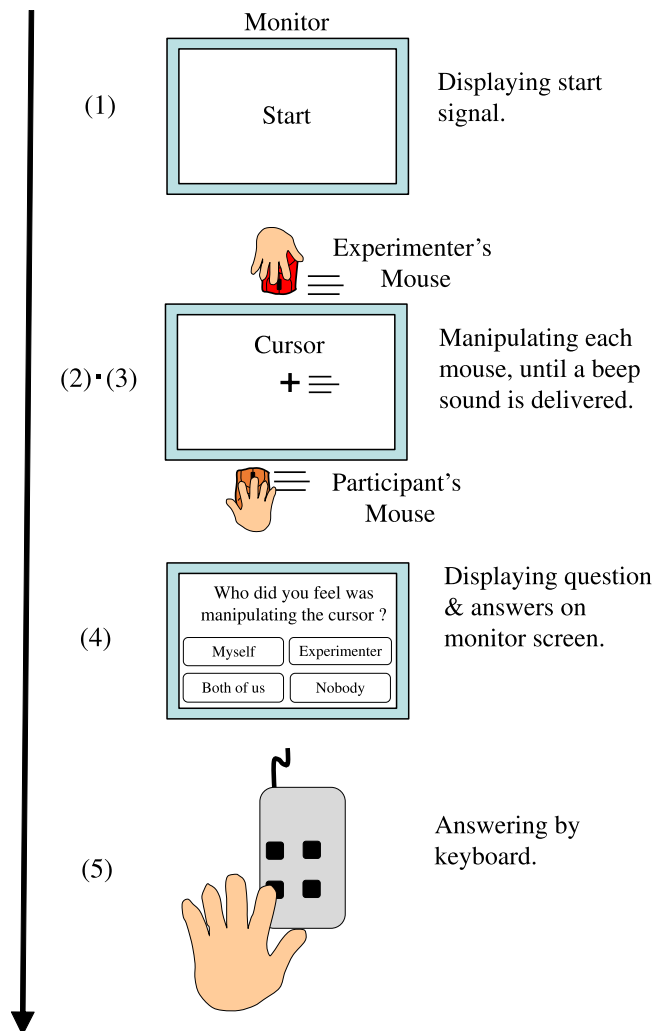 Monitor
(1)
Start
Displaying start
signal.
Experimenter's
Mouse
(2)·(3)
Cursor
+
Manipulating each
mouse, until a beep
sound is delivered.
Participant's
Mouse
(4)
Who did you feel was
manipulating the cursor ?
Myself
Experimenter
Both of us
Nobody
Displaying question
& answers on
monitor screen.
(5)
Answering by
keyboard.